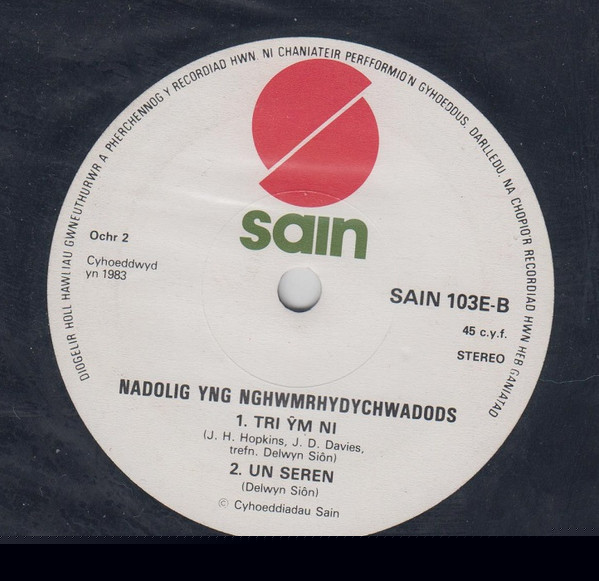 DIOGELIR HOLL HAWLIAU GWNEUTHURWR A PHERCHENNOG Y RECORDIAD HWN. NI CHANIATEIR PERFFORMIO'N GYHOEDDUS, DARLLEDU, NA CHOPIO'R RECORDIAD HWN HEB GANIATAD
sain
Ochr 2
Cyhoeddwyd
yn 1983
SAIN 103E-B
45 c.y.f.
STEREO
NADOLIG YNG NGHWMRHYDYCHWADODS
1. TRI ŶM NI
(J. H. Hopkins, J. D. Davies,
trefn. Delwyn Siôn)
2. UN SEREN
(Delwyn Siôn)
© Cyhoeddiadau Sain